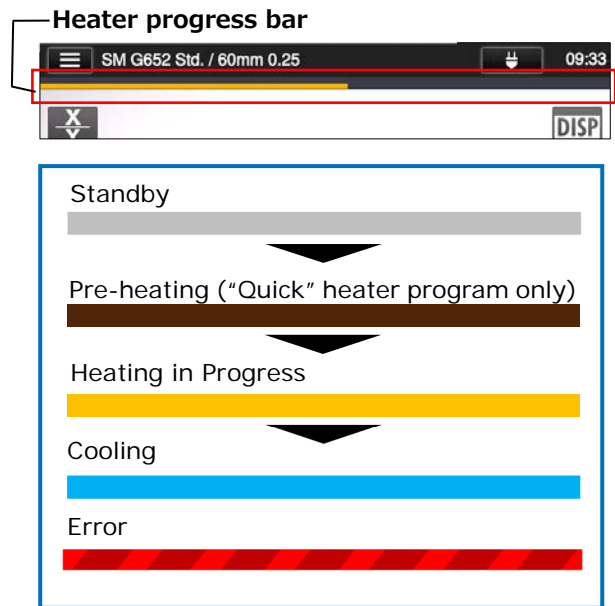 Heater progress bar
SM G652 Std. / 60mm 0.25
09:33
X
Y
DISP
Standby
Pre-heating (“Quick” heater program only)
Heating in Progress
Cooling
Error